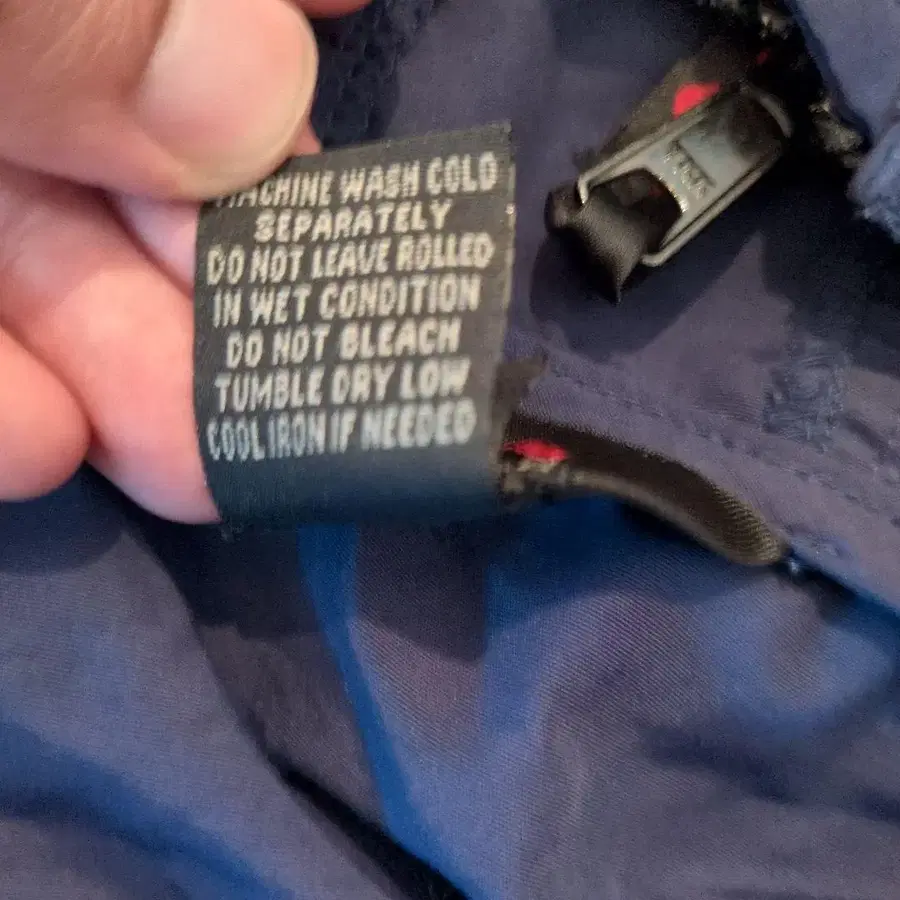 MACHINE WASH COLD
SEPARATELY
DO NOT LEAVE ROLLED
IN WET CONDITION
DO NOT BLEACH
TUMBLE DRY LOW
COOL IRON IF NEEDED